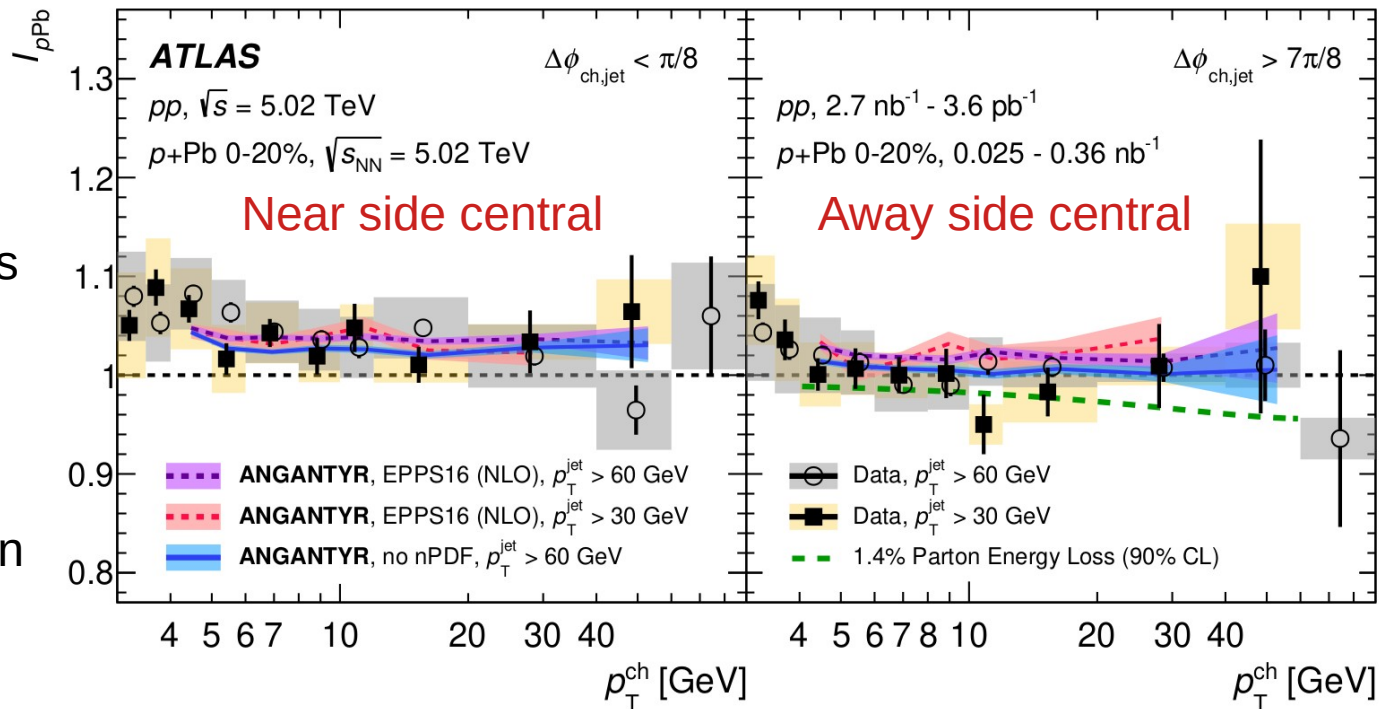 I_pPb
1.3
1.2
1.1
1
0.9
0.8
ATLAS
Δϕ_ch,jet < π/8
pp, √s = 5.02 TeV
p+Pb 0-20%, √s_NN = 5.02 TeV
Near side central
ANGANTYR, EPPS16 (NLO), p_T^jet > 60 GeV
ANGANTYR, EPPS16 (NLO), p_T^jet > 30 GeV
ANGANTYR, no nPDF, p_T^jet > 60 GeV
4 5 6 7 10 20 30 40
p_T^ch [GeV]
Δϕ_ch,jet > 7π/8
pp, 2.7 nb⁻¹ - 3.6 pb⁻¹
p+Pb 0-20%, 0.025 - 0.36 nb⁻¹
Away side central
Data, p_T^jet > 60 GeV
Data, p_T^jet > 30 GeV
1.4% Parton Energy Loss (90% CL)
4 5 6 7 8 10 20 30 40
p_T^ch [GeV]
s
n